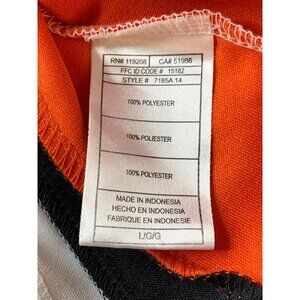 RN# 119208 CA# 51986
FFC ID CODE # 15182
STYLE # 7185A 14
100% POLYESTER
100% POLYESTER
100% POLYESTER
MADE IN INDONESIA
HECHO EN INDONESIA
FABRIQUE EN INDONESIE
L/G/G